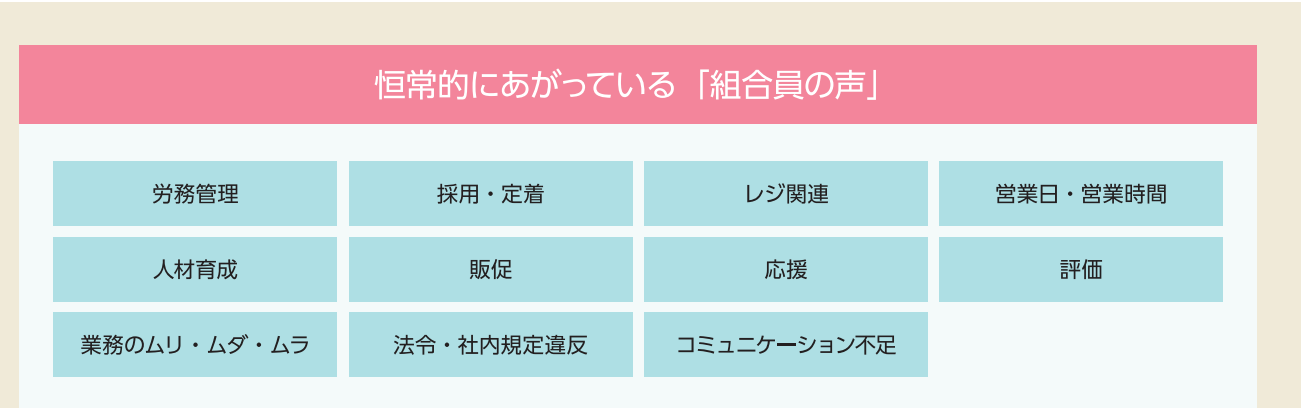 恒常的にあがっている「組合員の声」
労務管理
採用・定着
レジ関連
営業日・営業時間
人材育成
販促
応援
評価
業務のムリ・ムダ・ムラ
法令・社内規定違反
コミュニケーション不足